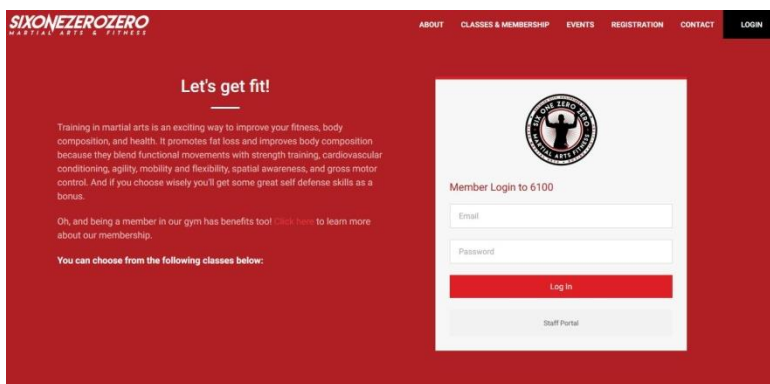 SIXONEZEROZERO
MARTIAL ARTS & FITNESS
ABOUT CLASSES & MEMBERSHIP EVENTS REGISTRATION CONTACT LOGIN
Let's get fit!
Training in martial arts is an exciting way to improve your fitness, body
composition, and health. It promotes fat loss and improves body composition
because they blend functional movements with strength training, cardiovascular
conditioning, agility, mobility and flexibility, spatial awareness, and gross motor
control. And if you choose wisely you'll get some great self defense skills as a
bonus.
Oh, and being a member in our gym has benefits too! Click here to learn more
about our membership.
You can choose from the following classes below:
SIX ONE ZERO ZERO
MARTIAL ARTS FITNESS
Member Login to 6100
Email
Password
Log In
Staff Portal